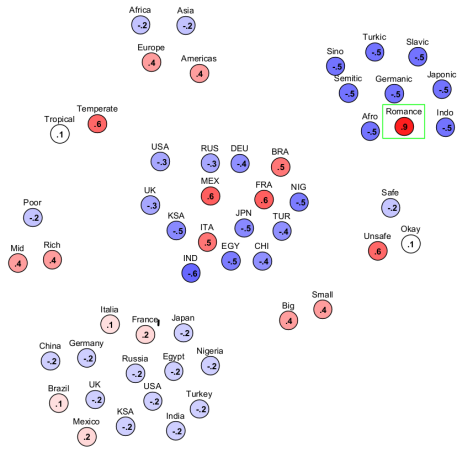 Africa
-.2
Asia
-.2
Europe
.4
Americas
.4
Sino
-.5
Turkic
-.5
Slavic
-.5
Semitic
-.5
Germanic
-.5
Japonic
-.5
Afro
-.5
Romance
.9
Indo
-.5
Tropical
.1
Temperate
.6
USA
-.3
RUS
-.3
DEU
-.4
BRA
.5
UK
-.3
MEX
.6
FRA
.6
NIG
-.5
KSA
-.5
ITA
.5
JPN
-.5
TUR
-.4
IND
-.6
EGY
-.5
CHI
-.4
Poor
-.2
Mid
.4
Rich
.4
Safe
-.2
Unsafe
.6
Okay
.1
Big
.4
Small
.4
Italia
.1
France
.2
Japan
-.2
China
-.2
Germany
-.2
Russia
-.2
Egypt
-.2
Nigeria
-.2
Brazil
.1
UK
-.2
USA
-.2
Turkey
-.2
Mexico
.2
KSA
-.2
India
-.2